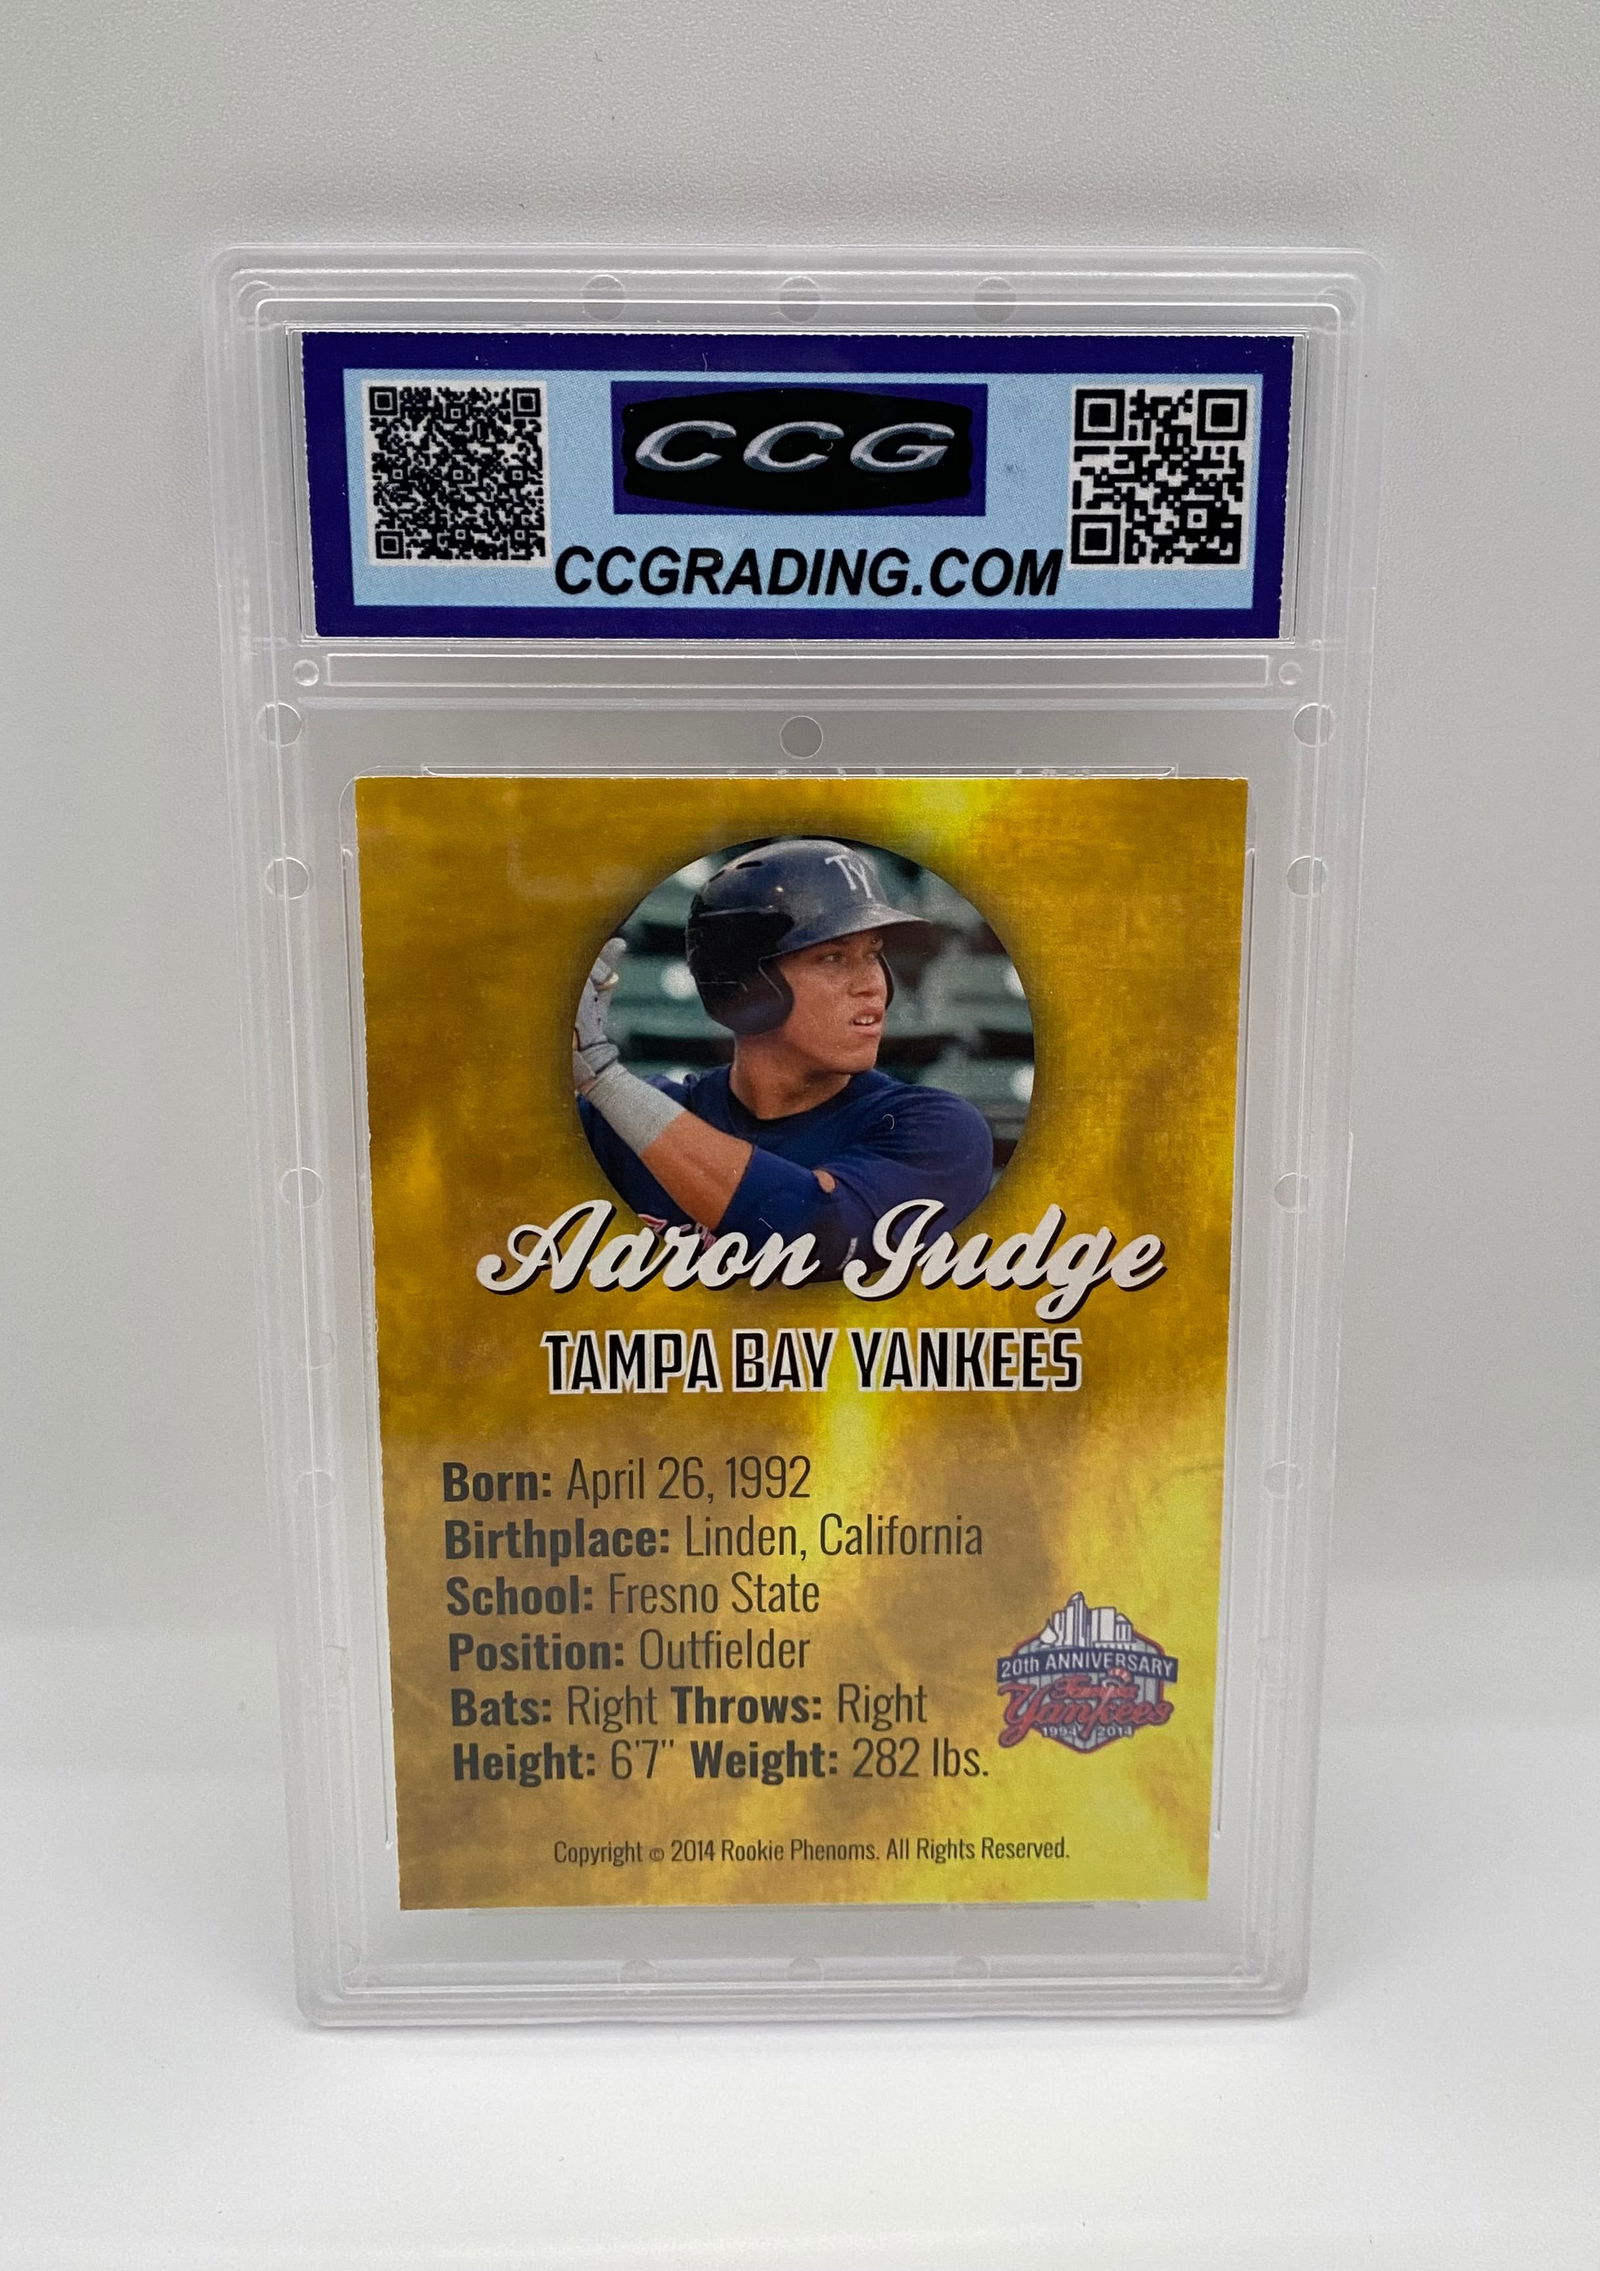 CCG
CCGRADING.COM
TY
Aaron Judge
TAMPA BAY YANKEES
Born: April 26, 1992
Birthplace: Linden, California
School: Fresno State
Position: Outfielder
Bats: Right Throws: Right
Height: 6'7" Weight: 282 lbs.
20th ANNIVERSARY
Tampa
Yankees
1994 2014
Copyright © 2014 Rookie Phenoms. All Rights Reserved.